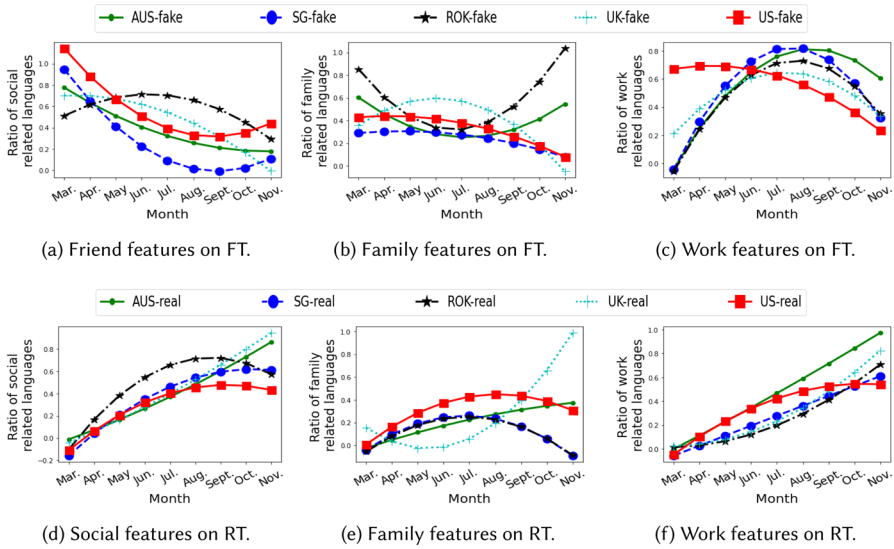 AUS-fake SG-fake ROK-fake UK-fake US-fake
Ratio of social
related languages
1.0
0.8
0.6
0.4
0.2
0.0
Mar. Apr. May Jun. Jul. Aug. Sept. Oct. Nov.
Month
(a) Friend features on FT.
Ratio of family
related languages
1.0
0.8
0.6
0.4
0.2
0.0
Mar. Apr. May Jun. Jul. Aug. Sept. Oct. Nov.
Month
(b) Family features on FT.
Ratio of work
related languages
0.8
0.6
0.4
0.2
0.0
Mar. Apr. May Jun. Jul. Aug. Sept. Oct. Nov.
Month
(c) Work features on FT.
AUS-real SG-real ROK-real UK-real US-real
Ratio of social
related languages
0.8
0.6
0.4
0.2
0.0
−0.2
Mar. Apr. May Jun. Jul. Aug. Sept. Oct. Nov.
Month
(d) Social features on RT.
Ratio of family
related languages
1.0
0.8
0.6
0.4
0.2
0.0
Mar. Apr. May Jun. Jul. Aug. Sept. Oct. Nov.
Month
(e) Family features on RT.
Ratio of work
related languages
1.0
0.8
0.6
0.4
0.2
0.0
Mar. Apr. May Jun. Jul. Aug. Sept. Oct. Nov.
Month
(f) Work features on RT.